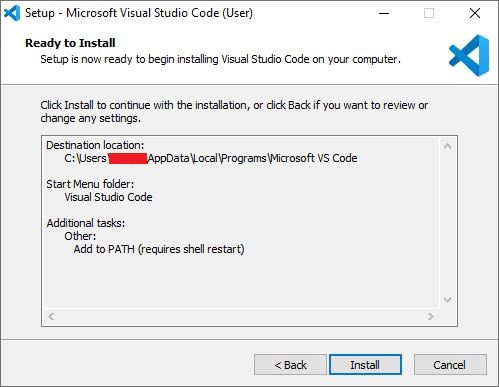 Setup - Microsoft Visual Studio Code (User)
Ready to Install
Setup is now ready to begin installing Visual Studio Code on your computer.
Click Install to continue with the installation, or click Back if you want to review or
change any settings.
Destination location:
C:\Users\ AppData\Local\Programs\Microsoft VS Code
Start Menu folder:
Visual Studio Code
Additional tasks:
Other:
Add to PATH (requires shell restart)
< Back
Install
Cancel